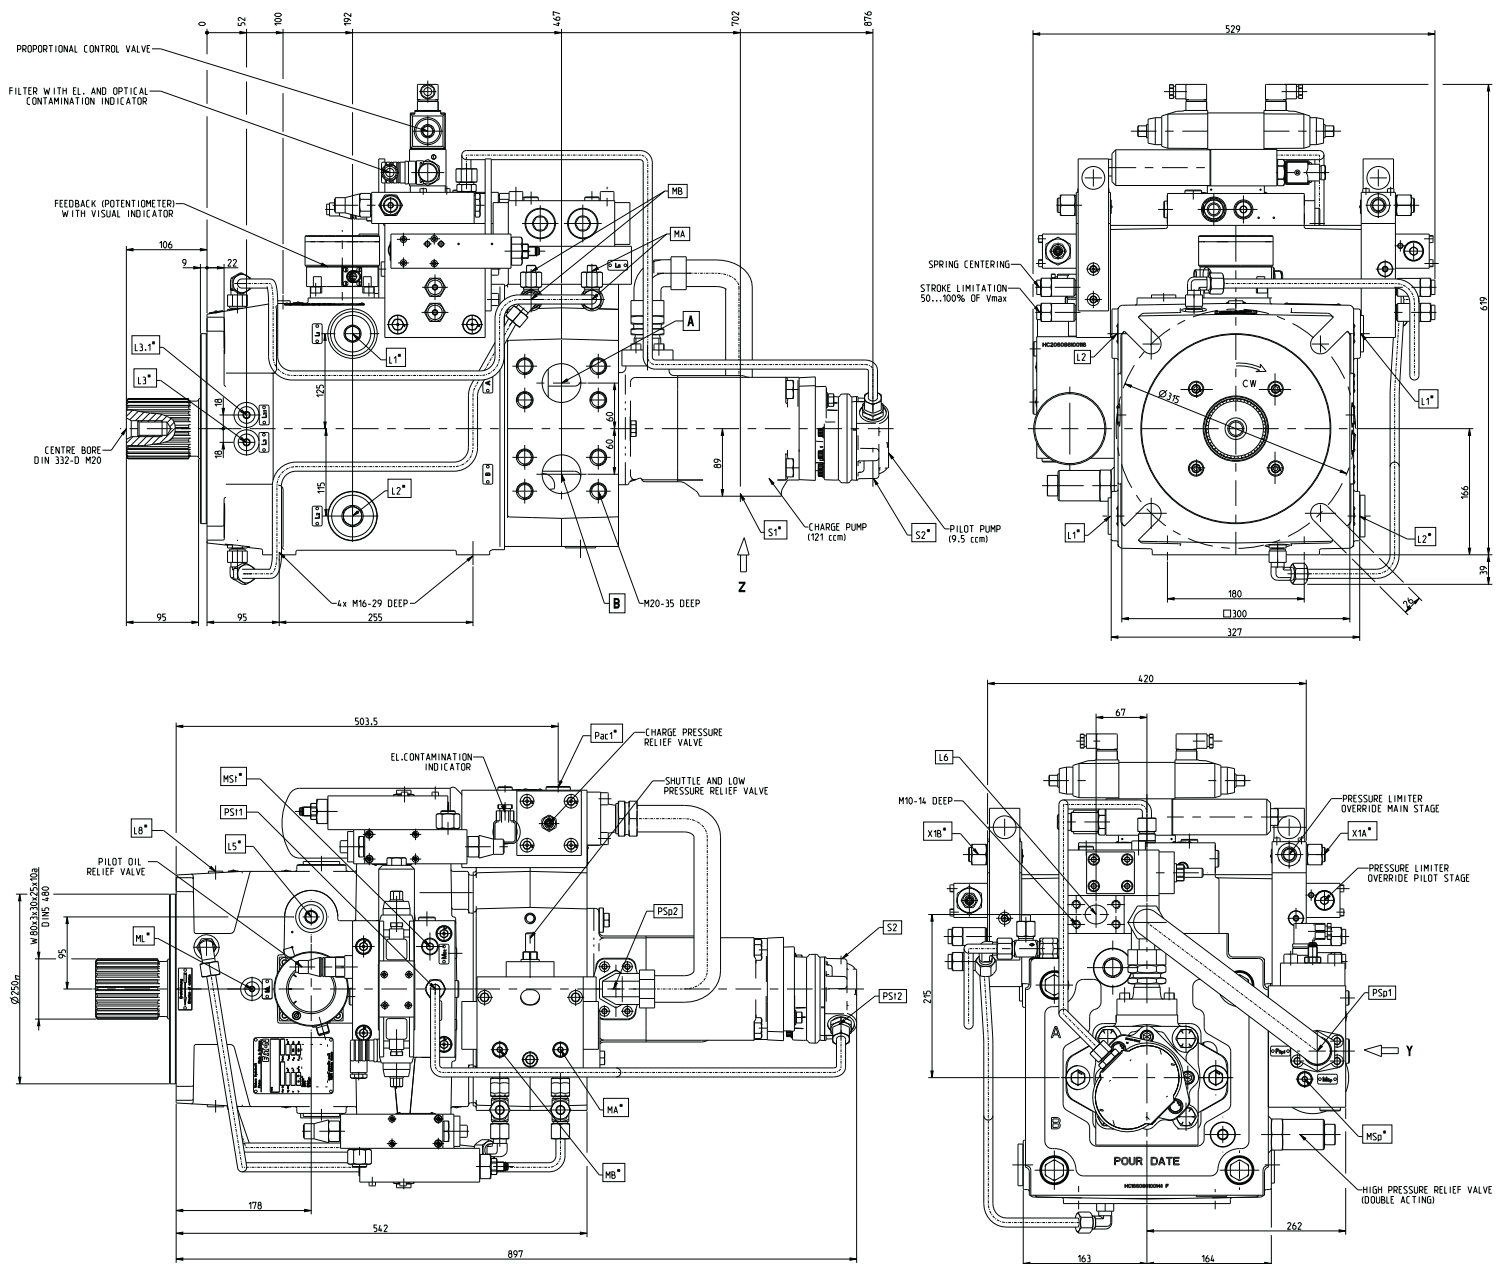 0
52
100
192
467
702
876
PROPORTIONAL CONTROL VALVE
FILTER WITH EL. AND OPTICAL
CONTAMINATION INDICATOR
FEEDBACK (POTENTIOMETER)
WITH VISUAL INDICATOR
106
9
22
MB
MA
A
L3.1*
L3*
L1*
125
18
18
115
60
60
89
A
B
CENTRE BORE
DIN 332-D M20
L2*
S1*
CHARGE PUMP
(121 ccm)
S2*
PILOT PUMP
(9.5 ccm)
Z
4x M16-29 DEEP
B
M20-35 DEEP
95
95
255
529
SPRING CENTERING
STROKE LIMITATION
50...100% OF Vmax
619
L2
CW
Ø315
L1*
166
L1*
L2*
39
180
26
□300
327
503.5
Pac1*
CHARGE PRESSURE
RELIEF VALVE
EL.CONTAMINATION
INDICATOR
MSt*
SHUTTLE AND LOW
PRESSURE RELIEF VALVE
PSt1
L8*
L5*
PILOT OIL
RELIEF VALVE
W80x3x30x25x10a
DIN5 480
ML*
95
Ø250
PSp2
S2
PSt2
MA*
MB*
178
542
897
420
67
L6
M10-14 DEEP
PRESSURE LIMITER
OVERRIDE MAIN STAGE
X1B*
X1A*
PRESSURE LIMITER
OVERRIDE PILOT STAGE
215
A
PSp1
Y
B
MSp*
POUR DATE
HIGH PRESSURE RELIEF VALVE
(DOUBLE ACTING)
262
163
164